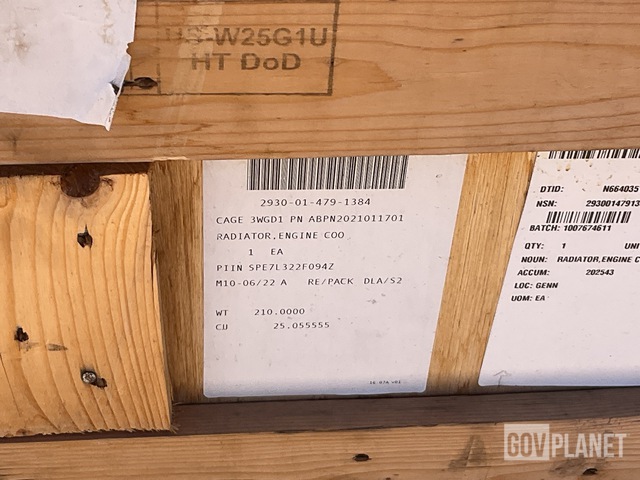 US-W25G1U
HT DoD
2930-01-479-1384
CAGE 3WGD1 PN ABPN2021011701
RADIATOR,ENGINE COO
1 EA
PIIN SPE7L322F094Z
M10-06/22 A RE/PACK DLA/S2
WT 210.0000
CU 25.055555
DTID: N664035
NSN: 29300147913
BATCH: 1007674611
QTY: 1 UNI
NOUN: RADIATOR,ENGINE C
ACCUM: 202543
LOC: GENN
UOM: EA
GOVPLANET